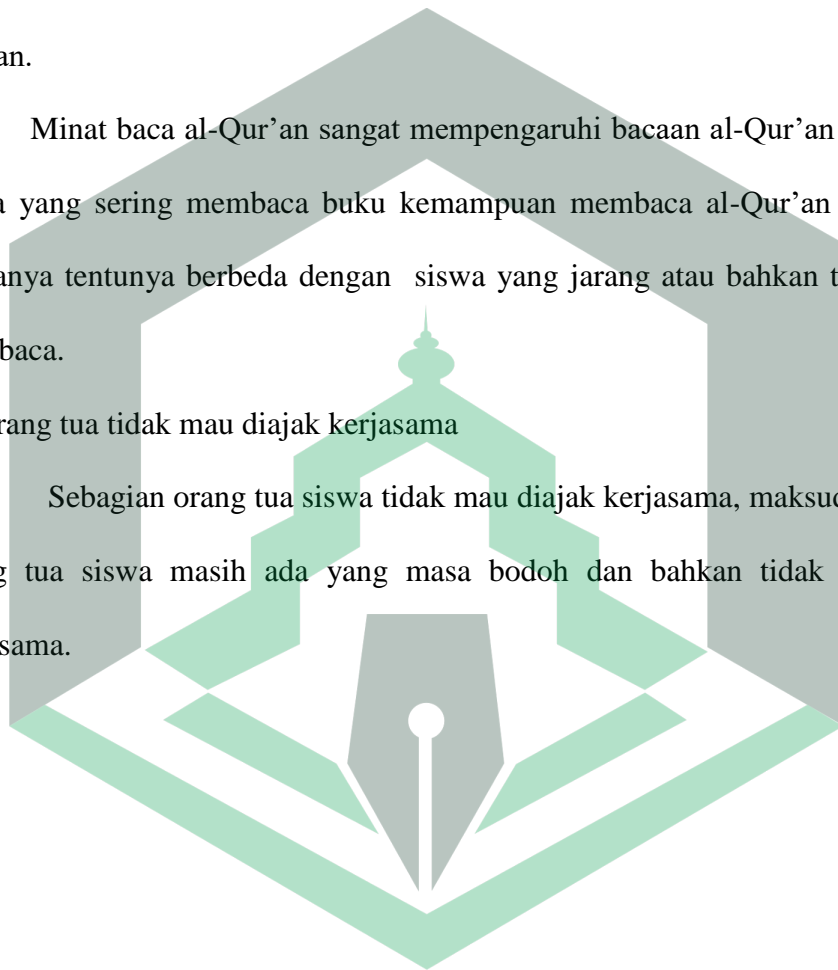 an.
Minat baca al-Qur’an sangat mempengaruhi bacaan al-Qur’an
yang sering membaca buku kemampuan membaca al-Qur’an
anya tentunya berbeda dengan siswa yang jarang atau bahkan t
baca.
rang tua tidak mau diajak kerjasama
Sebagian orang tua siswa tidak mau diajak kerjasama, maksud
g tua siswa masih ada yang masa bodoh dan bahkan tidak
sama.